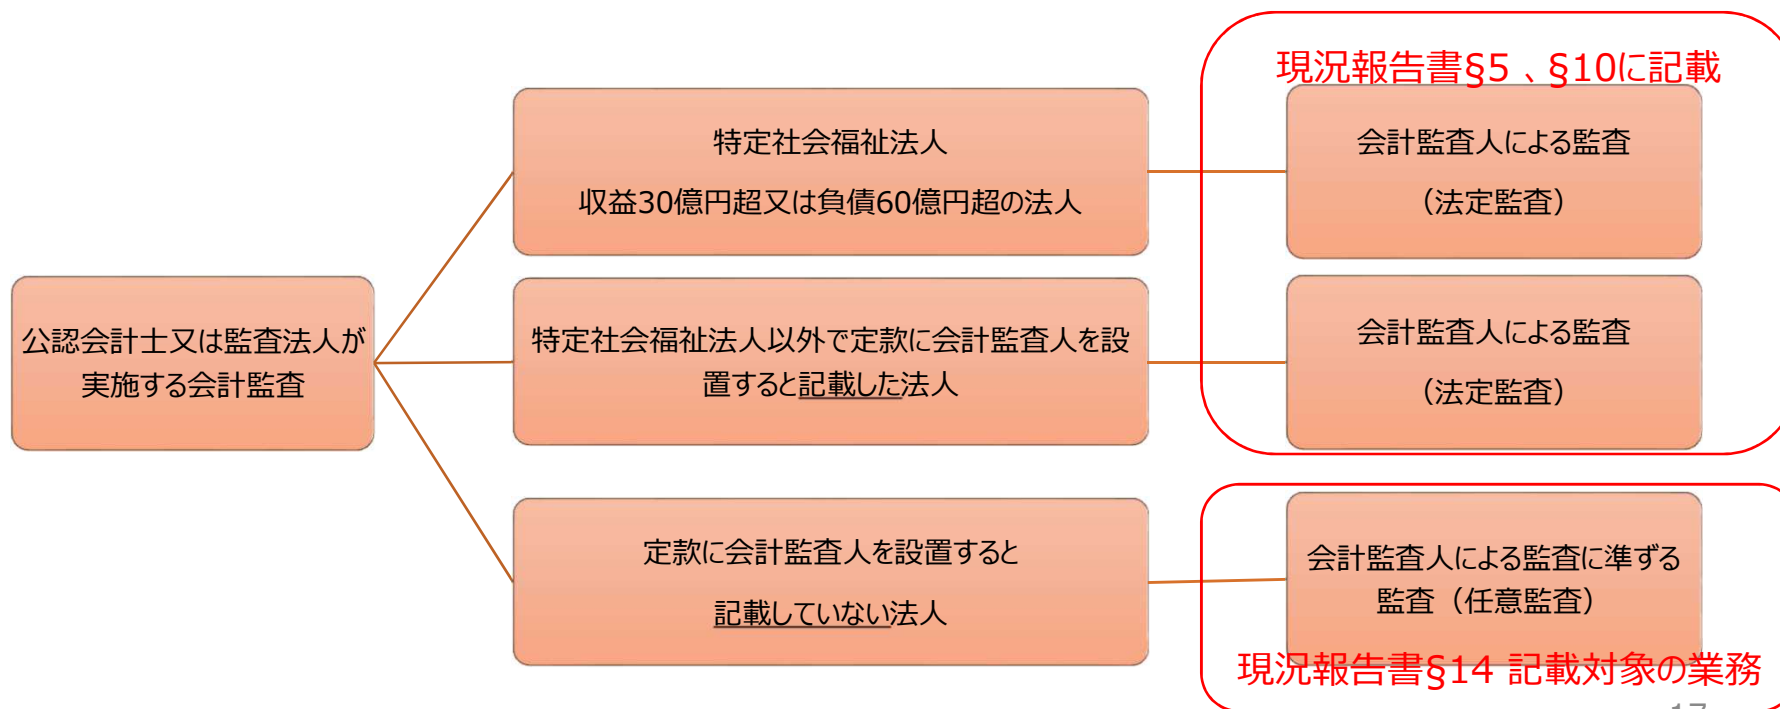 現況報告書§5 、§10に記載
特定社会福祉法人
収益30億円超又は負債60億円超の法人
会計監査人による監査
（法定監査）
公認会計士又は監査法人が
実施する会計監査
特定社会福祉法人以外で定款に会計監査人を設
置すると記載した法人
会計監査人による監査
（法定監査）
定款に会計監査人を設置すると
記載していない法人
会計監査人による監査に準ずる
監査（任意監査）
現況報告書§14 記載対象の業務
17